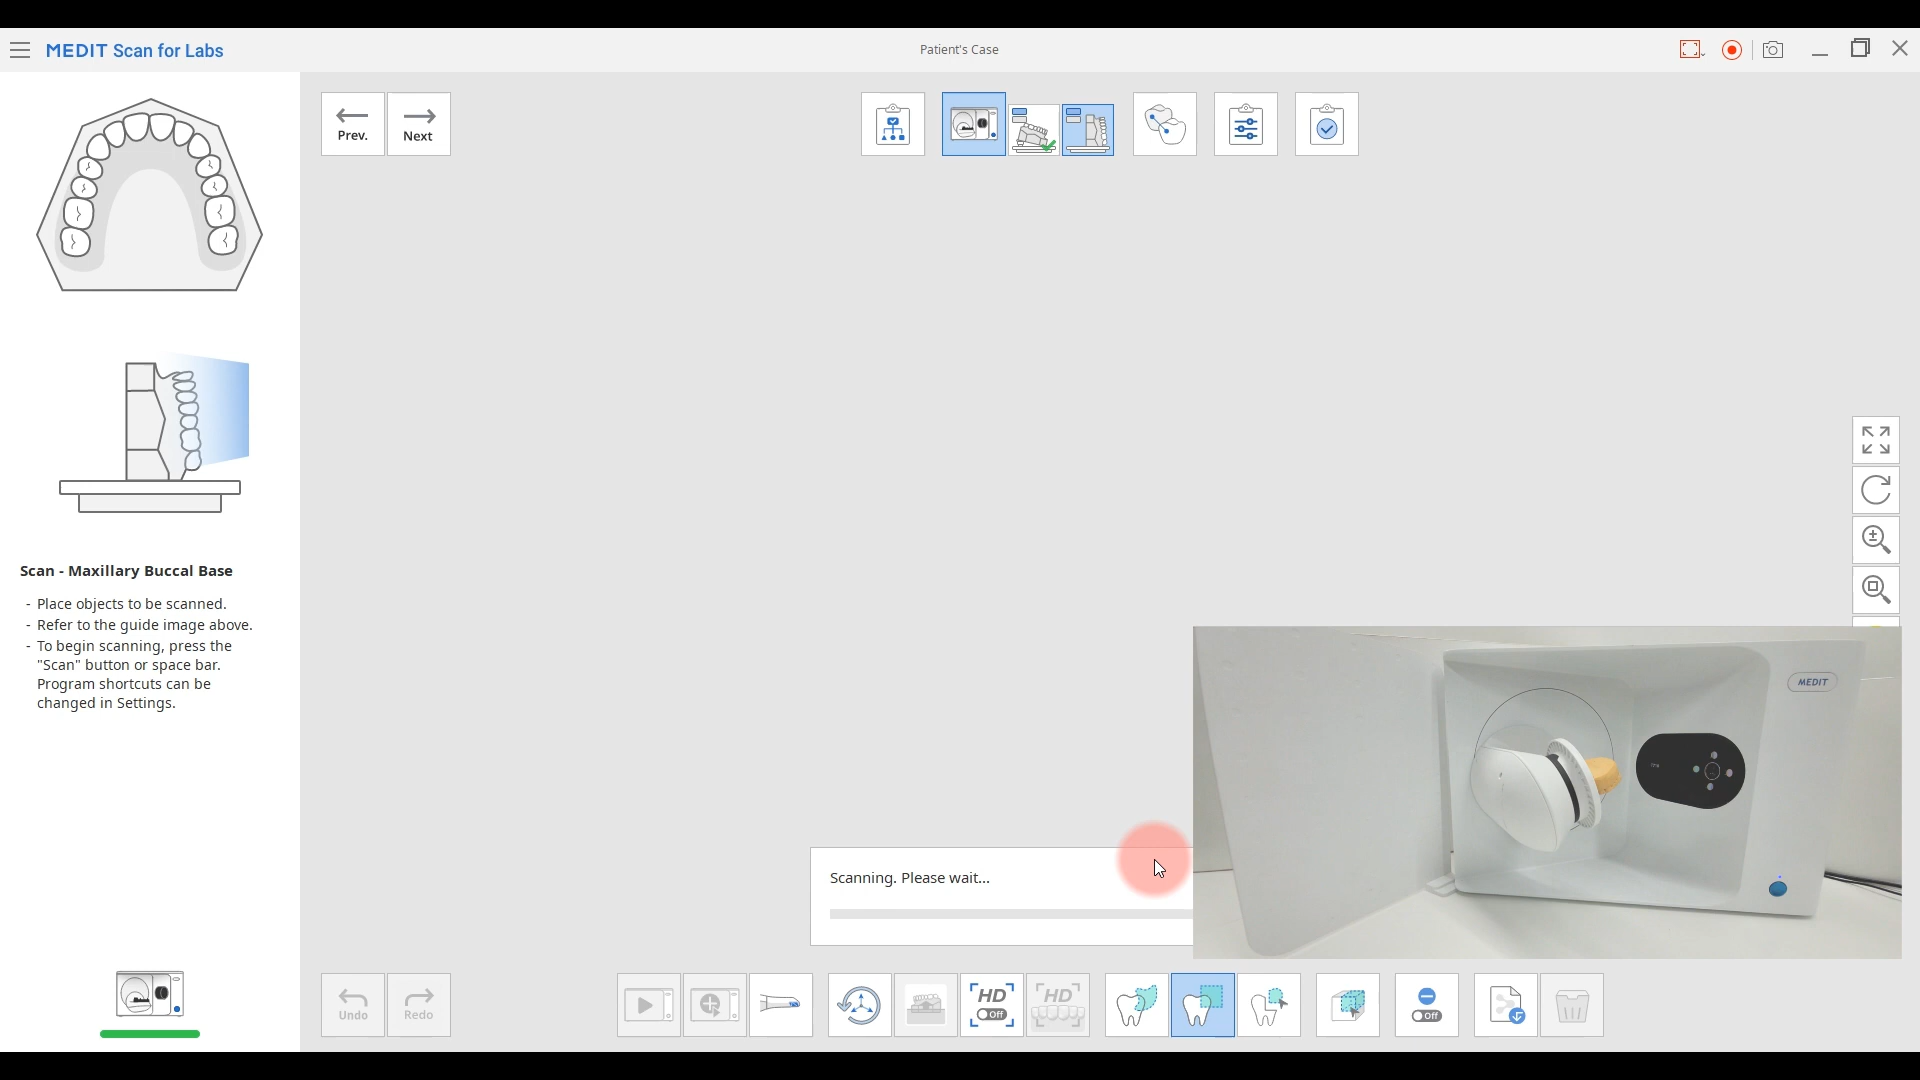 MEDIT Scan for Labs
Patient's Case
Prev.
Next
Scan - Maxillary Buccal Base
- Place objects to be scanned.
- Refer to the guide image above.
- To begin scanning, press the
"Scan" button or space bar.
Program shortcuts can be
changed in Settings.
MEDIT
Scanning. Please wait...
Undo
Redo
HD
Off
HD
Off